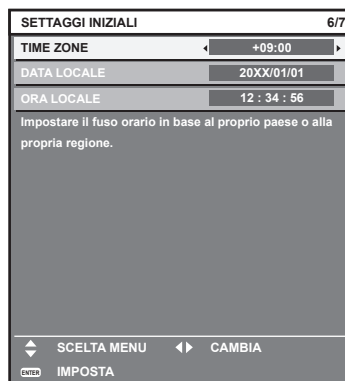 SETTAGGI INIZIALI 6/7
TIME ZONE +09:00
DATA LOCALE 20XX/01/01
ORA LOCALE 12 : 34 : 56
Impostare il fuso orario in base al proprio paese o alla
propria regione.
SCELTA MENU CAMBIA
ENTER IMPOSTA